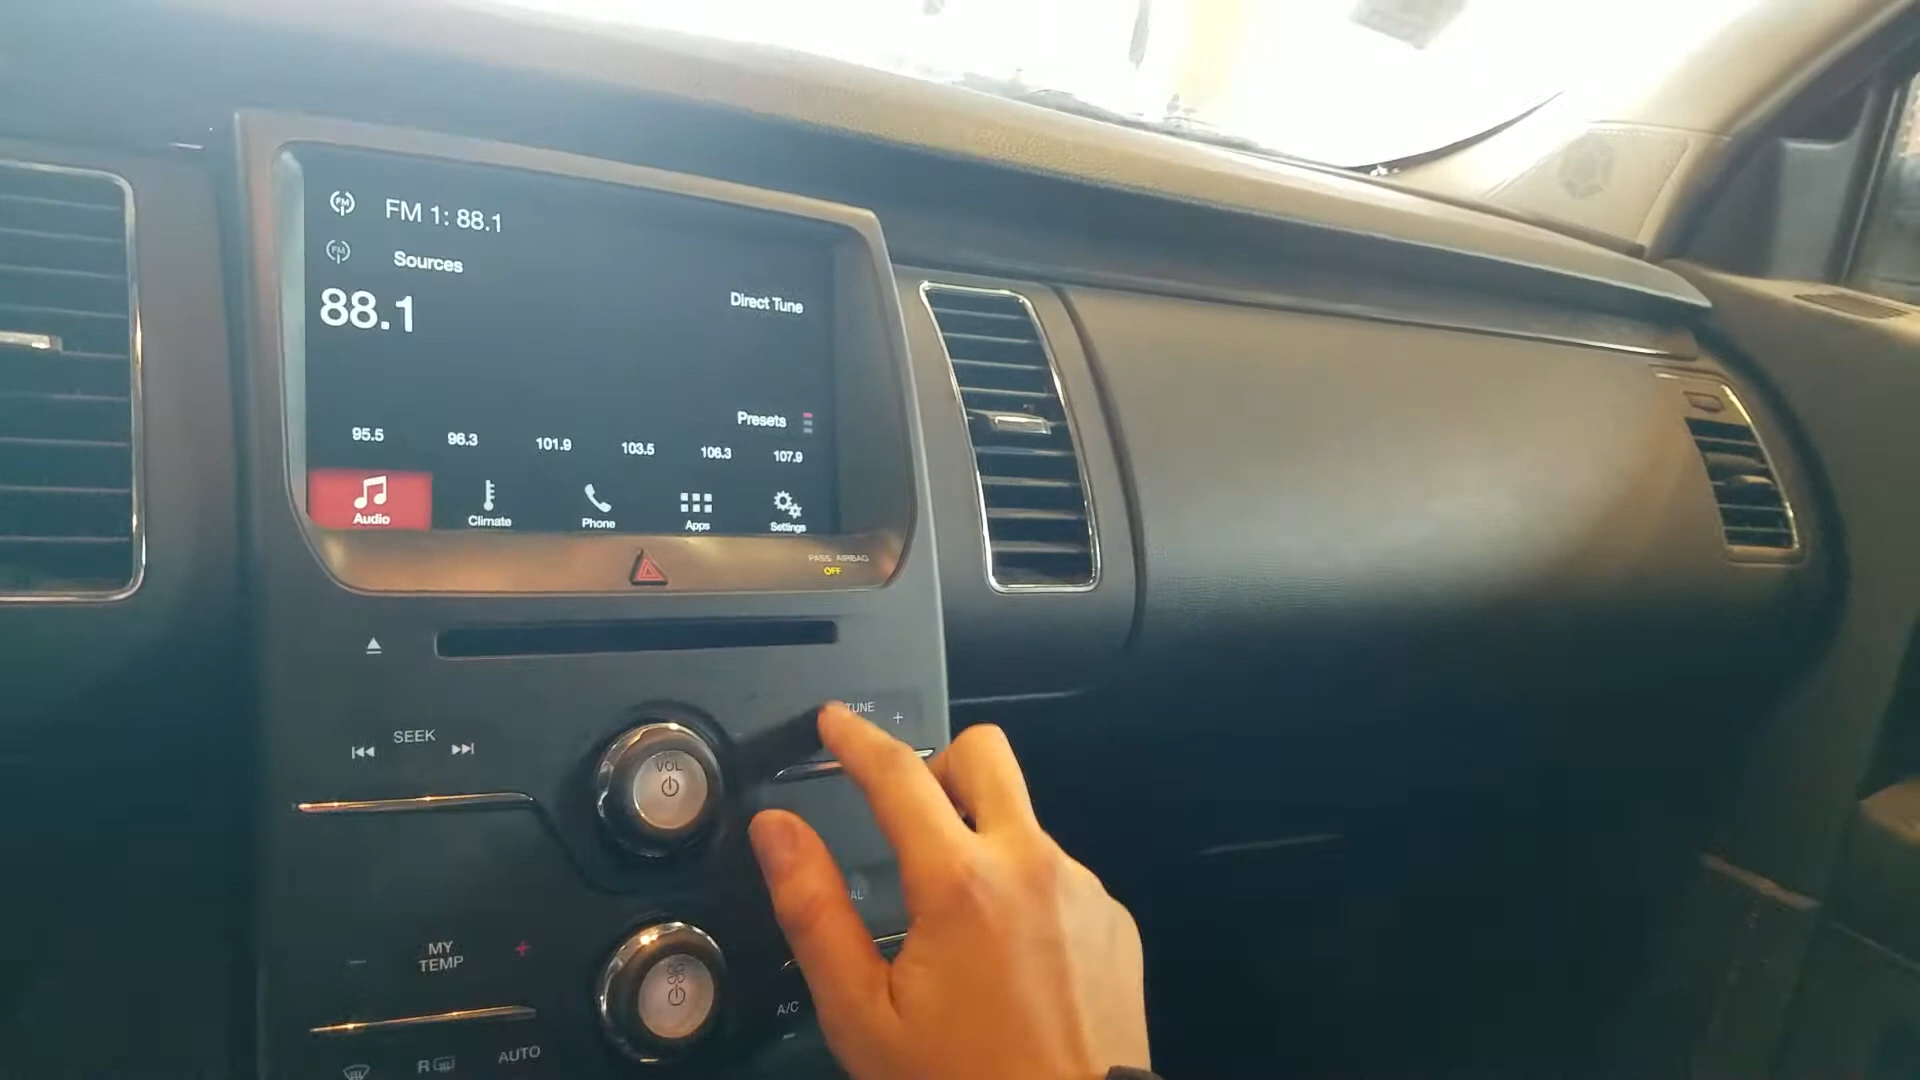 FM 1: 88.1
Sources
88.1
Direct Tune
Presets
95.5 96.3 101.9 103.5 106.3 107.9
Audio Climate Phone Apps Settings
PASS AIRBAG
OFF
TUNE
+
SEEK
VOL
MY
TEMP
- +
A/C
-
R AUTO